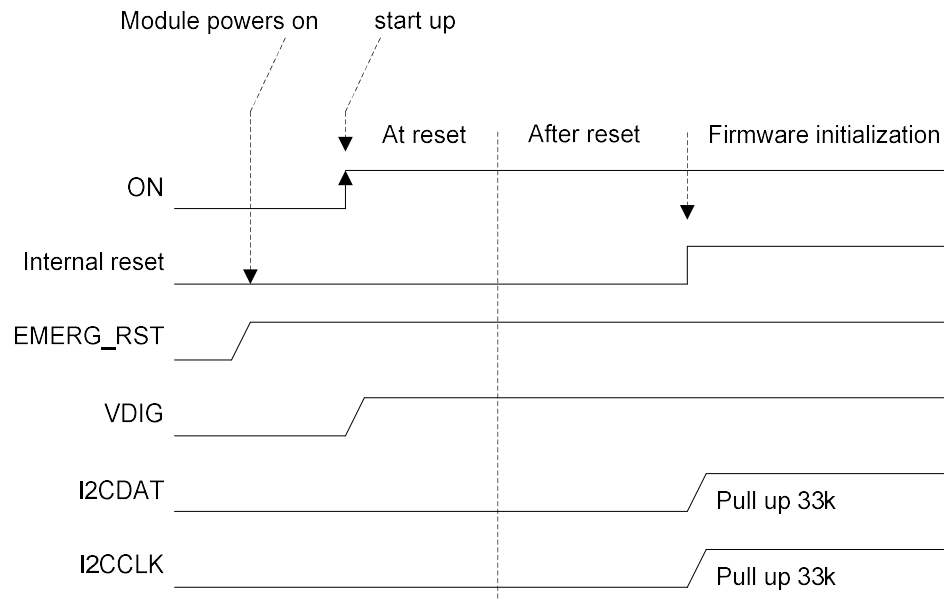 Module powers on
start up
At reset
After reset
Firmware initialization
ON
Internal reset
EMERG_RST
VDIG
I2CDAT
Pull up 33k
I2CCLK
Pull up 33k